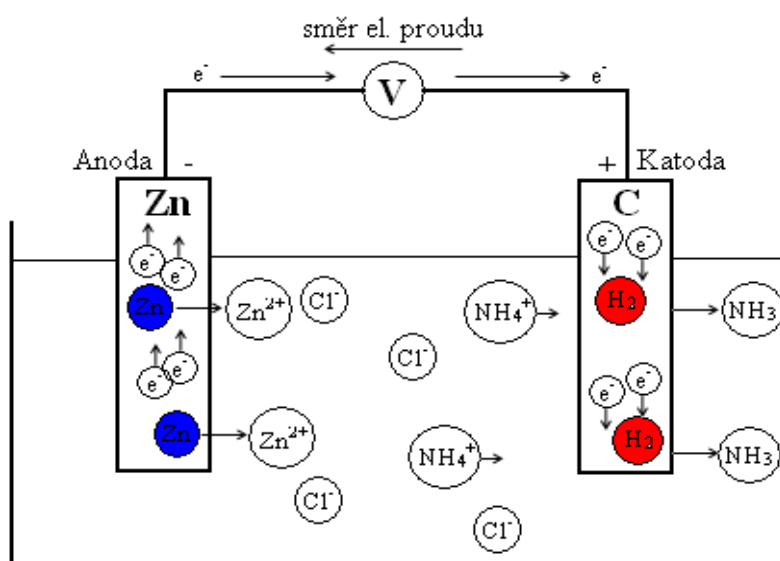 směr el. proudu
e⁻ V e⁻
Anoda - + Katoda
Zn C
e⁻ e⁻ e⁻ e⁻
Zn Zn²⁺ Cl⁻ NH₄⁺ H₂ NH₃
Cl⁻
e⁻ e⁻ e⁻ e⁻
Zn Zn²⁺ NH₄⁺ H₂ NH₃
Cl⁻
Cl⁻